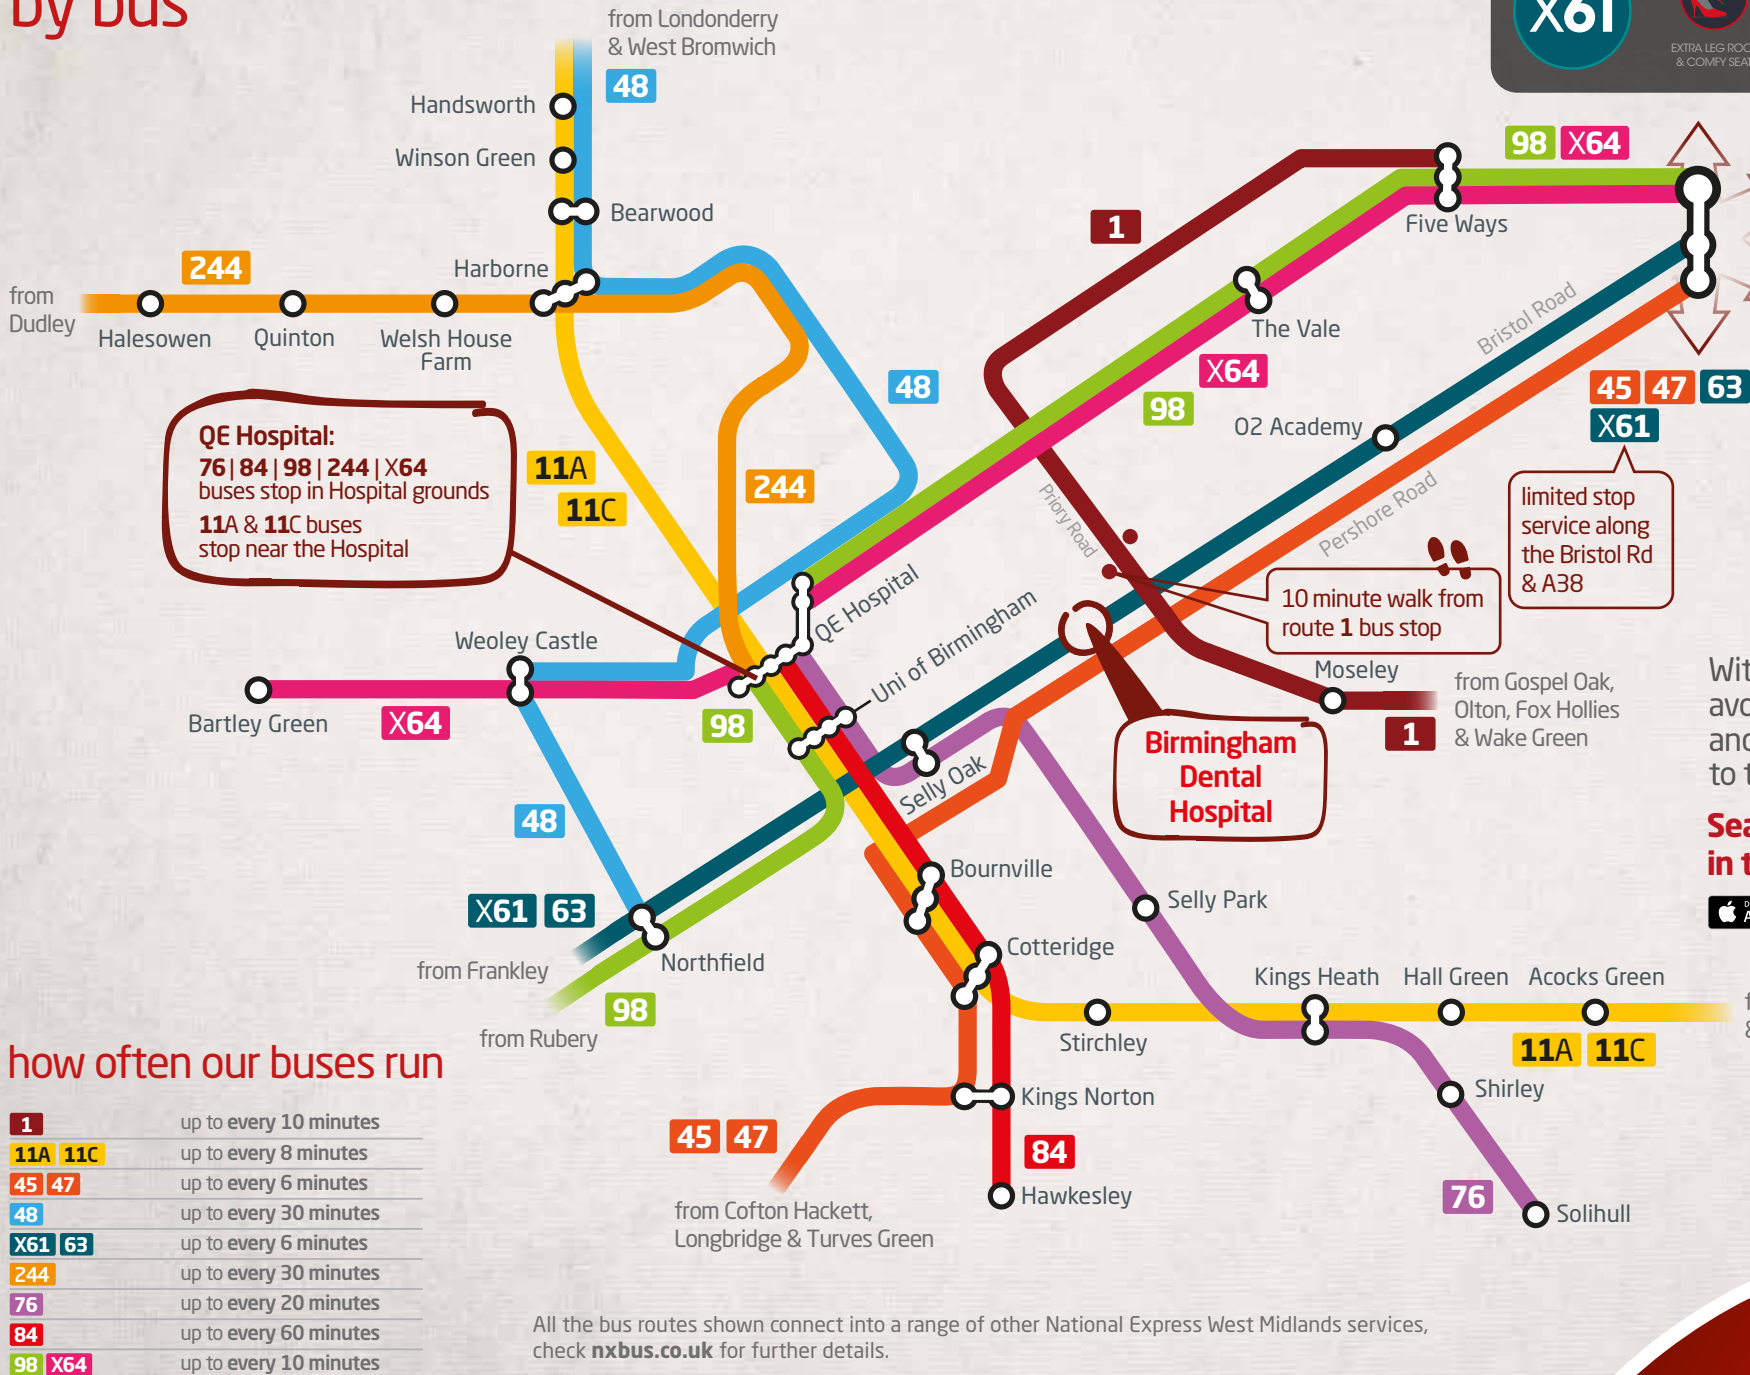 by bus
from Londonderry
& West Bromwich
48
X61
EXTRA LEG
& COMFY
Handsworth
Winson Green
Bearwood
98 X64
Five Ways
1
244
Harborne
from
Dudley
Halesowen
Quinton
Welsh House
Farm
The Vale
Bristol Road
X64
98
48
45 47 63
X61
O2 Academy
QE Hospital:
76 | 84 | 98 | 244 | X64
buses stop in Hospital grounds
11A & 11C buses
stop near the Hospital
11A
11C
244
Priory Road
Pershore Road
limited stop
service along
the Bristol Rd
& A38
10 minute walk from
route 1 bus stop
QE Hospital
Uni of Birmingham
Weoley Castle
Bartley Green
X64
98
Moseley
1
from Gospel Oak,
Olton, Fox Hollies
& Wake Green
Birmingham
Dental
Hospital
Selly Oak
48
Bournville
Selly Park
X61 63
from Frankley
Northfield
98
from Rubery
Cotteridge
Kings Heath
Hall Green
Acocks Green
Stirchley
11A 11C
Shirley
Kings Norton
45 47
84
Hawkesley
76
Solihull
from Cofton Hackett,
Longbridge & Turves Green
how often our buses run
1 up to every 10 minutes
11A 11C up to every 8 minutes
45 47 up to every 6 minutes
48 up to every 30 minutes
X61 63 up to every 6 minutes
244 up to every 30 minutes
76 up to every 20 minutes
84 up to every 60 minutes
98 X64 up to every 10 minutes
All the bus routes shown connect into a range of other National Express West Midlands services,
check nxbus.co.uk for further details.
to
in